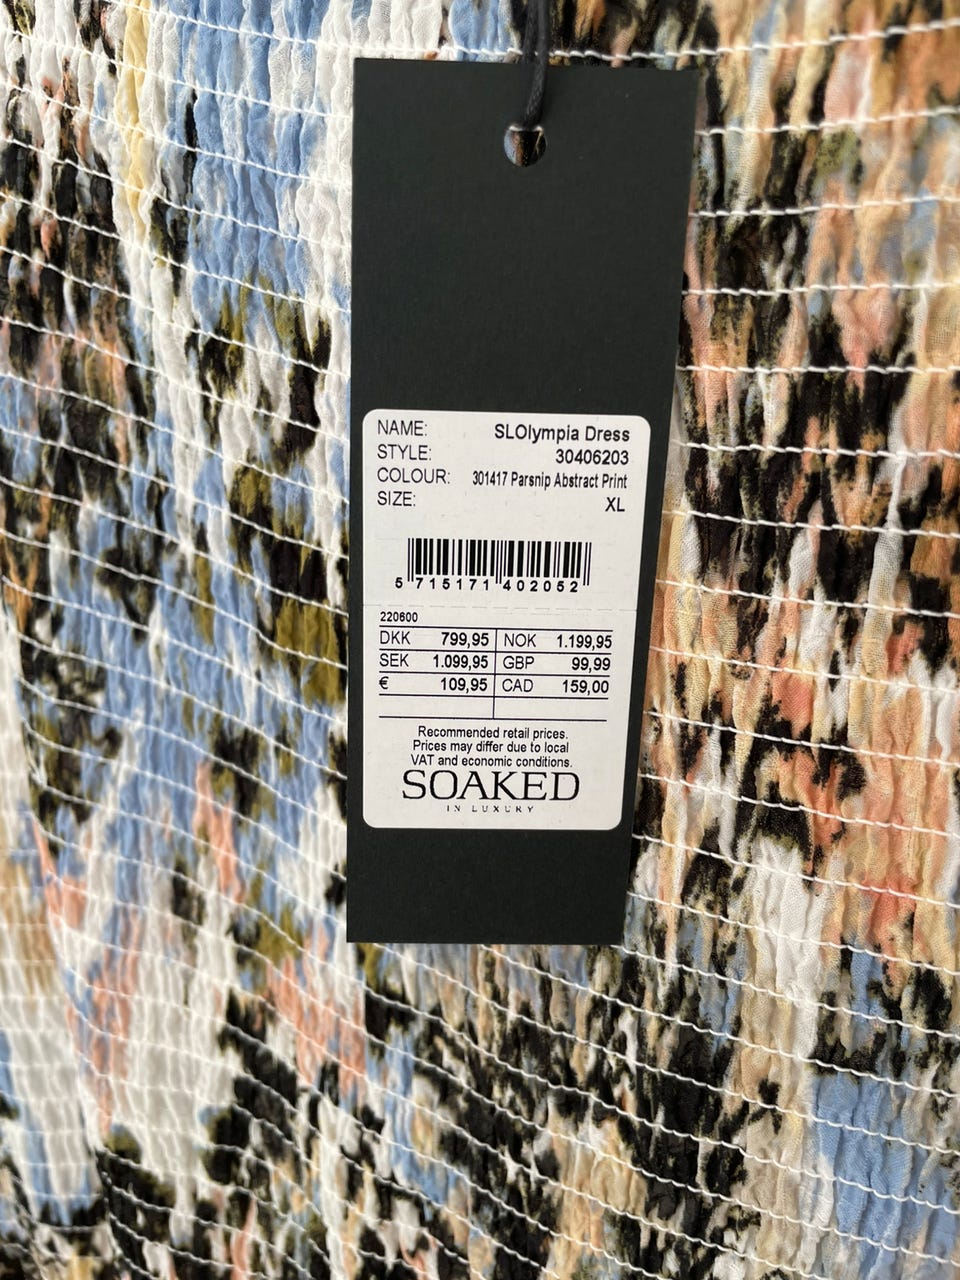 NAME: SLOlympia Dress
STYLE: 30406203
COLOUR: 301417 Parsnip Abstract Print
SIZE: XL
5 715171 402052
220600
DKK 799,95 NOK 1.199,95
SEK 1.099,95 GBP 99,99
€ 109,95 CAD 159,00
Recommended retail prices.
Prices may differ due to local
VAT and economic conditions.
SOAKED
IN LUXURY